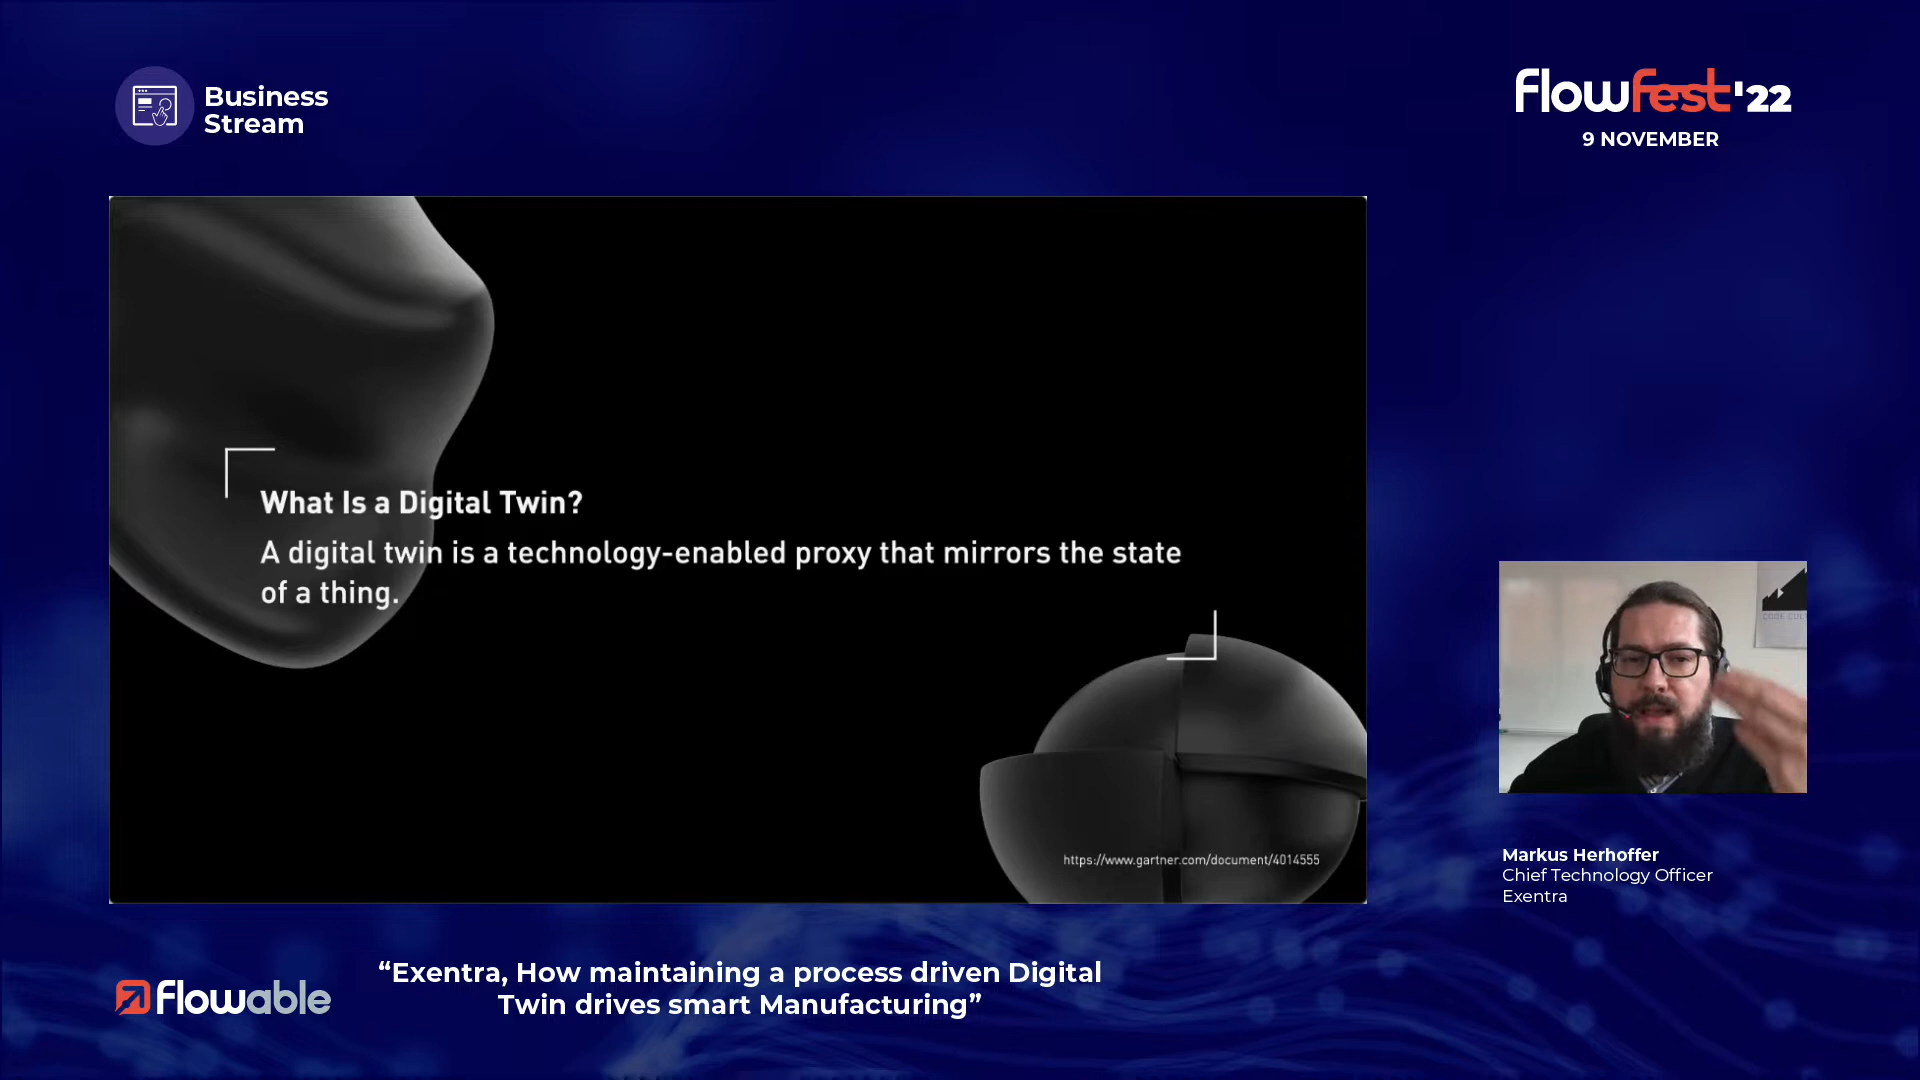 Business
Stream
flowfest'22
9 NOVEMBER
What Is a Digital Twin?
A digital twin is a technology-enabled proxy that mirrors the state
of a thing.
https://www.gartner.com/document/4014555
Markus Herhoffer
Chief Technology Officer
Exentra
flowable
“Exentra, How maintaining a process driven Digital
Twin drives smart Manufacturing”